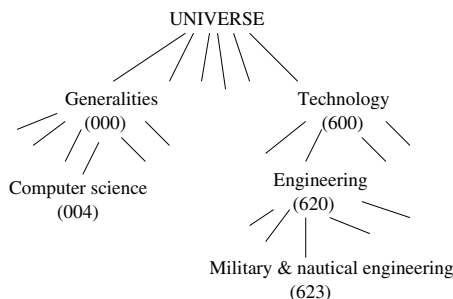 UNIVERSE
Generalities
(000)
Technology
(600)
Computer science
(004)
Engineering
(620)
Military & nautical engineering
(623)